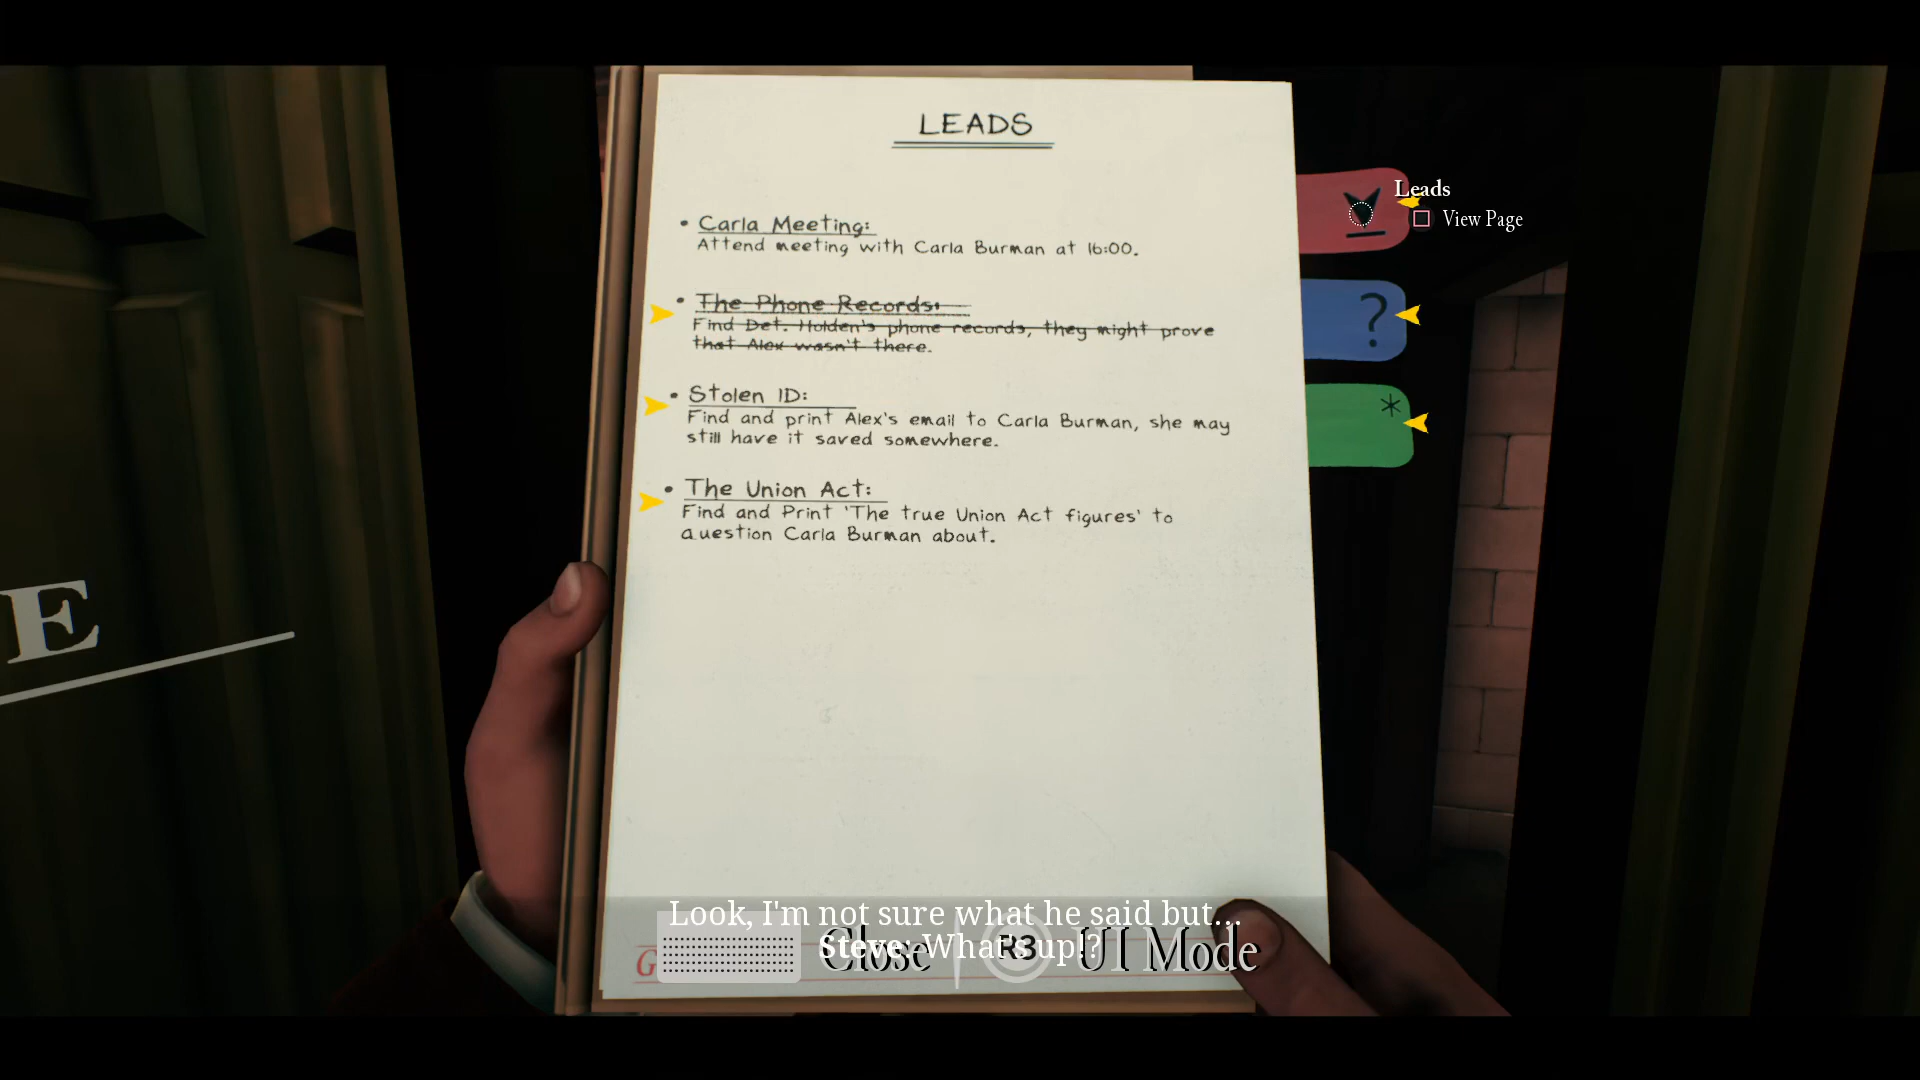 LEADS
• Carla Meeting:
Attend meeting with Carla Burman at 16:00.
• The Phone Records:
Find Det. Holden's phone records, they might prove
that Alex wasn't there.
• Stolen ID:
Find and print Alex's email to Carla Burman, she may
still have it saved somewhere.
• The Union Act:
Find and Print 'The true Union Act figures' to
question Carla Burman about.
Leads
View Page
?
*
E
Look, I'm not sure what he said but...
Steve: What's up!?
G
Close
R3
UI Mode